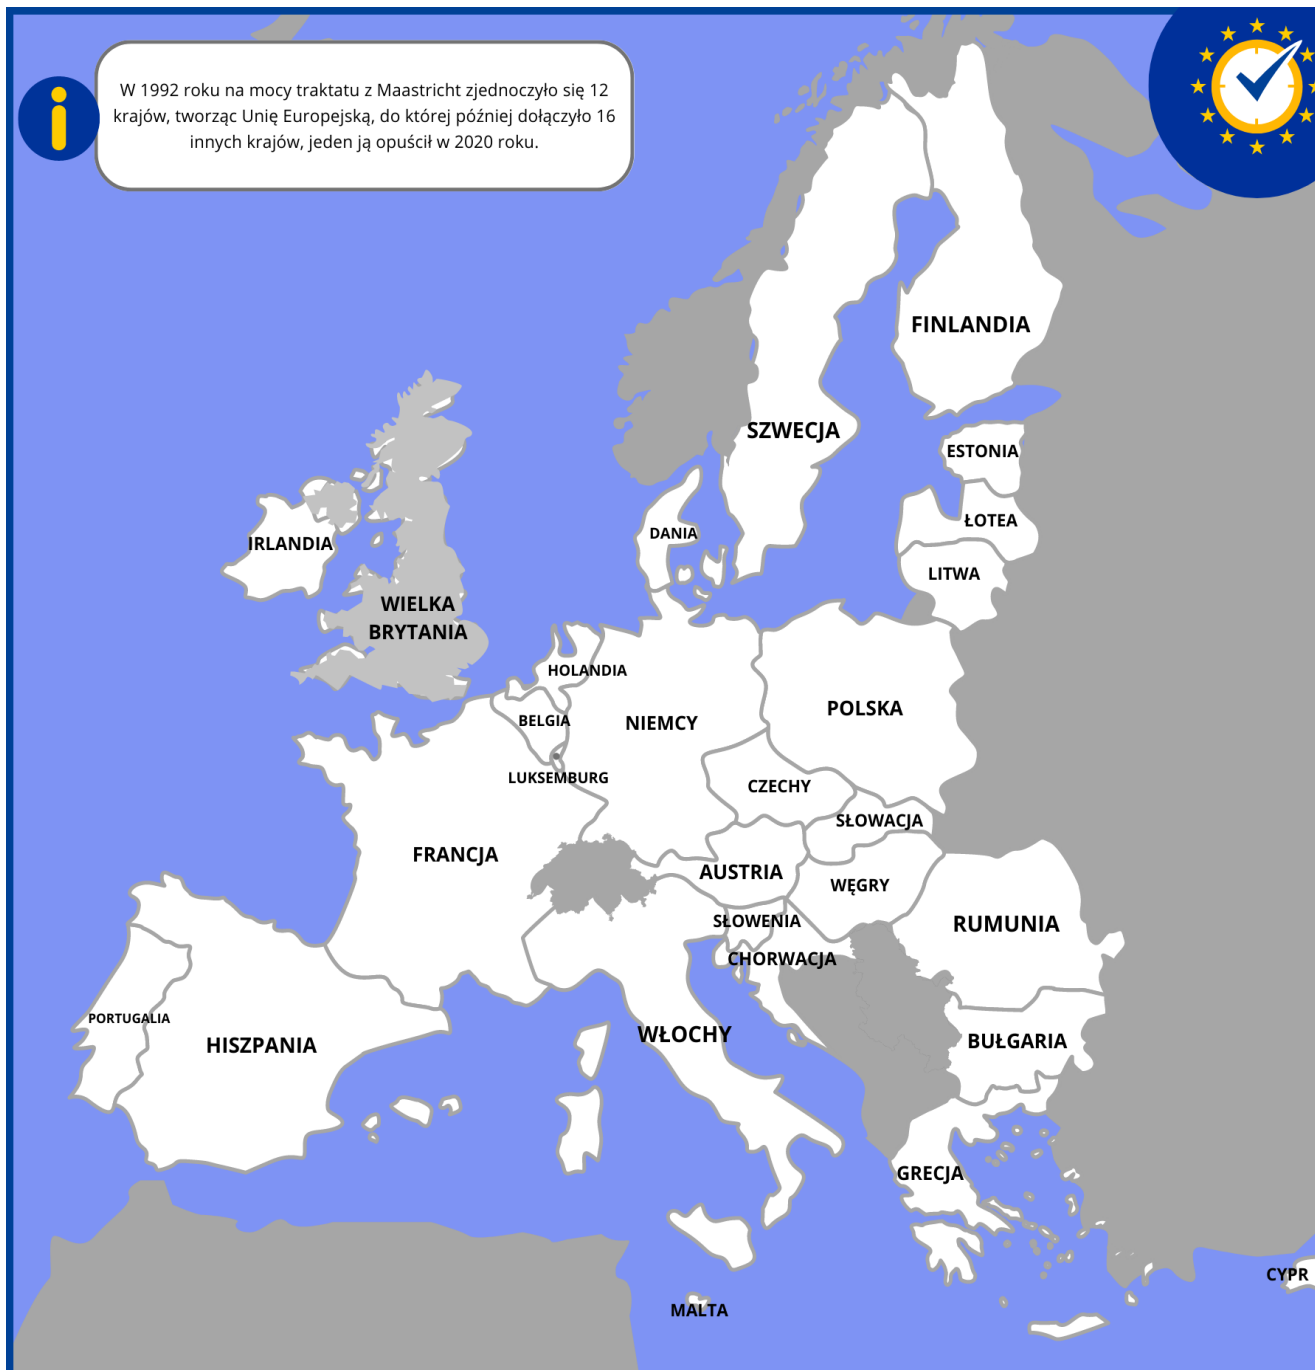 W 1992 roku na mocy traktatu z Maastricht zjednoczyło się 12
krajów, tworząc Unię Europejską, do której później dołączyło 16
innych krajów, jeden ją opuścił w 2020 roku.
FINLANDIA
SZWECJA
ESTONIA
ŁOTEA
DANIA
IRLANDIA
LITWA
WIELKA
BRYTANIA
HOLANDIA
POLSKA
BELGIA
NIEMCY
LUKSEMBURG
CZECHY
SŁOWACJA
FRANCJA
AUSTRIA
WĘGRY
SŁOWENIA
RUMUNIA
CHORWACJA
PORTUGALIA
WŁOCHY
HISZPANIA
BUŁGARIA
GRECJA
CYPR
MALTA